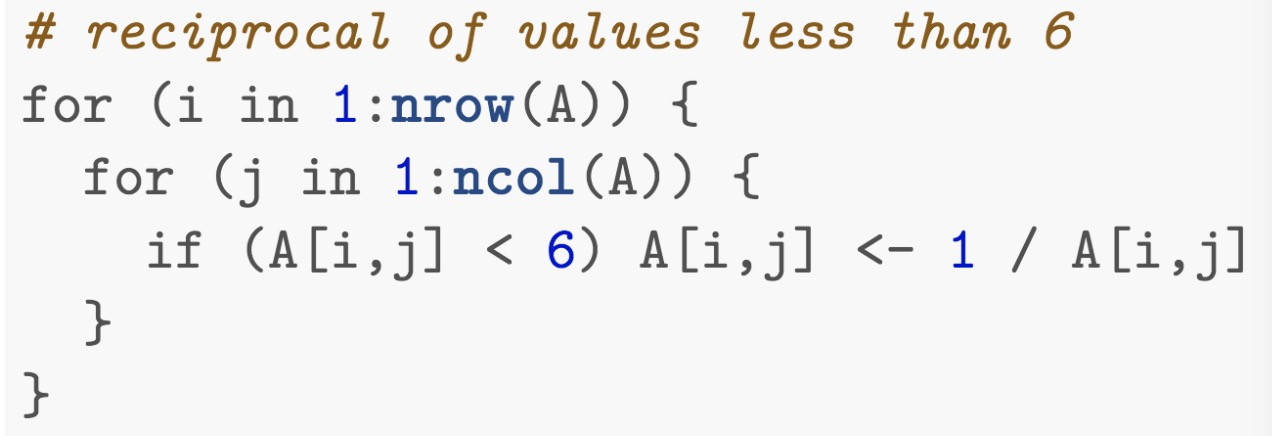 # reciprocal of values less than 6
for (i in 1:nrow(A)) {
  for (j in 1:ncol(A)) {
    if (A[i,j] < 6) A[i,j] <- 1 / A[i,j]
  }
}